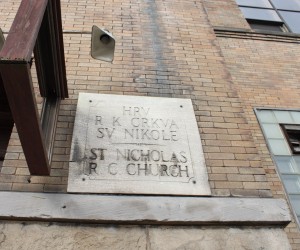 HRV
R K CRKVA
SV NIKOLE
ST NICHOLAS
R C CHURCH